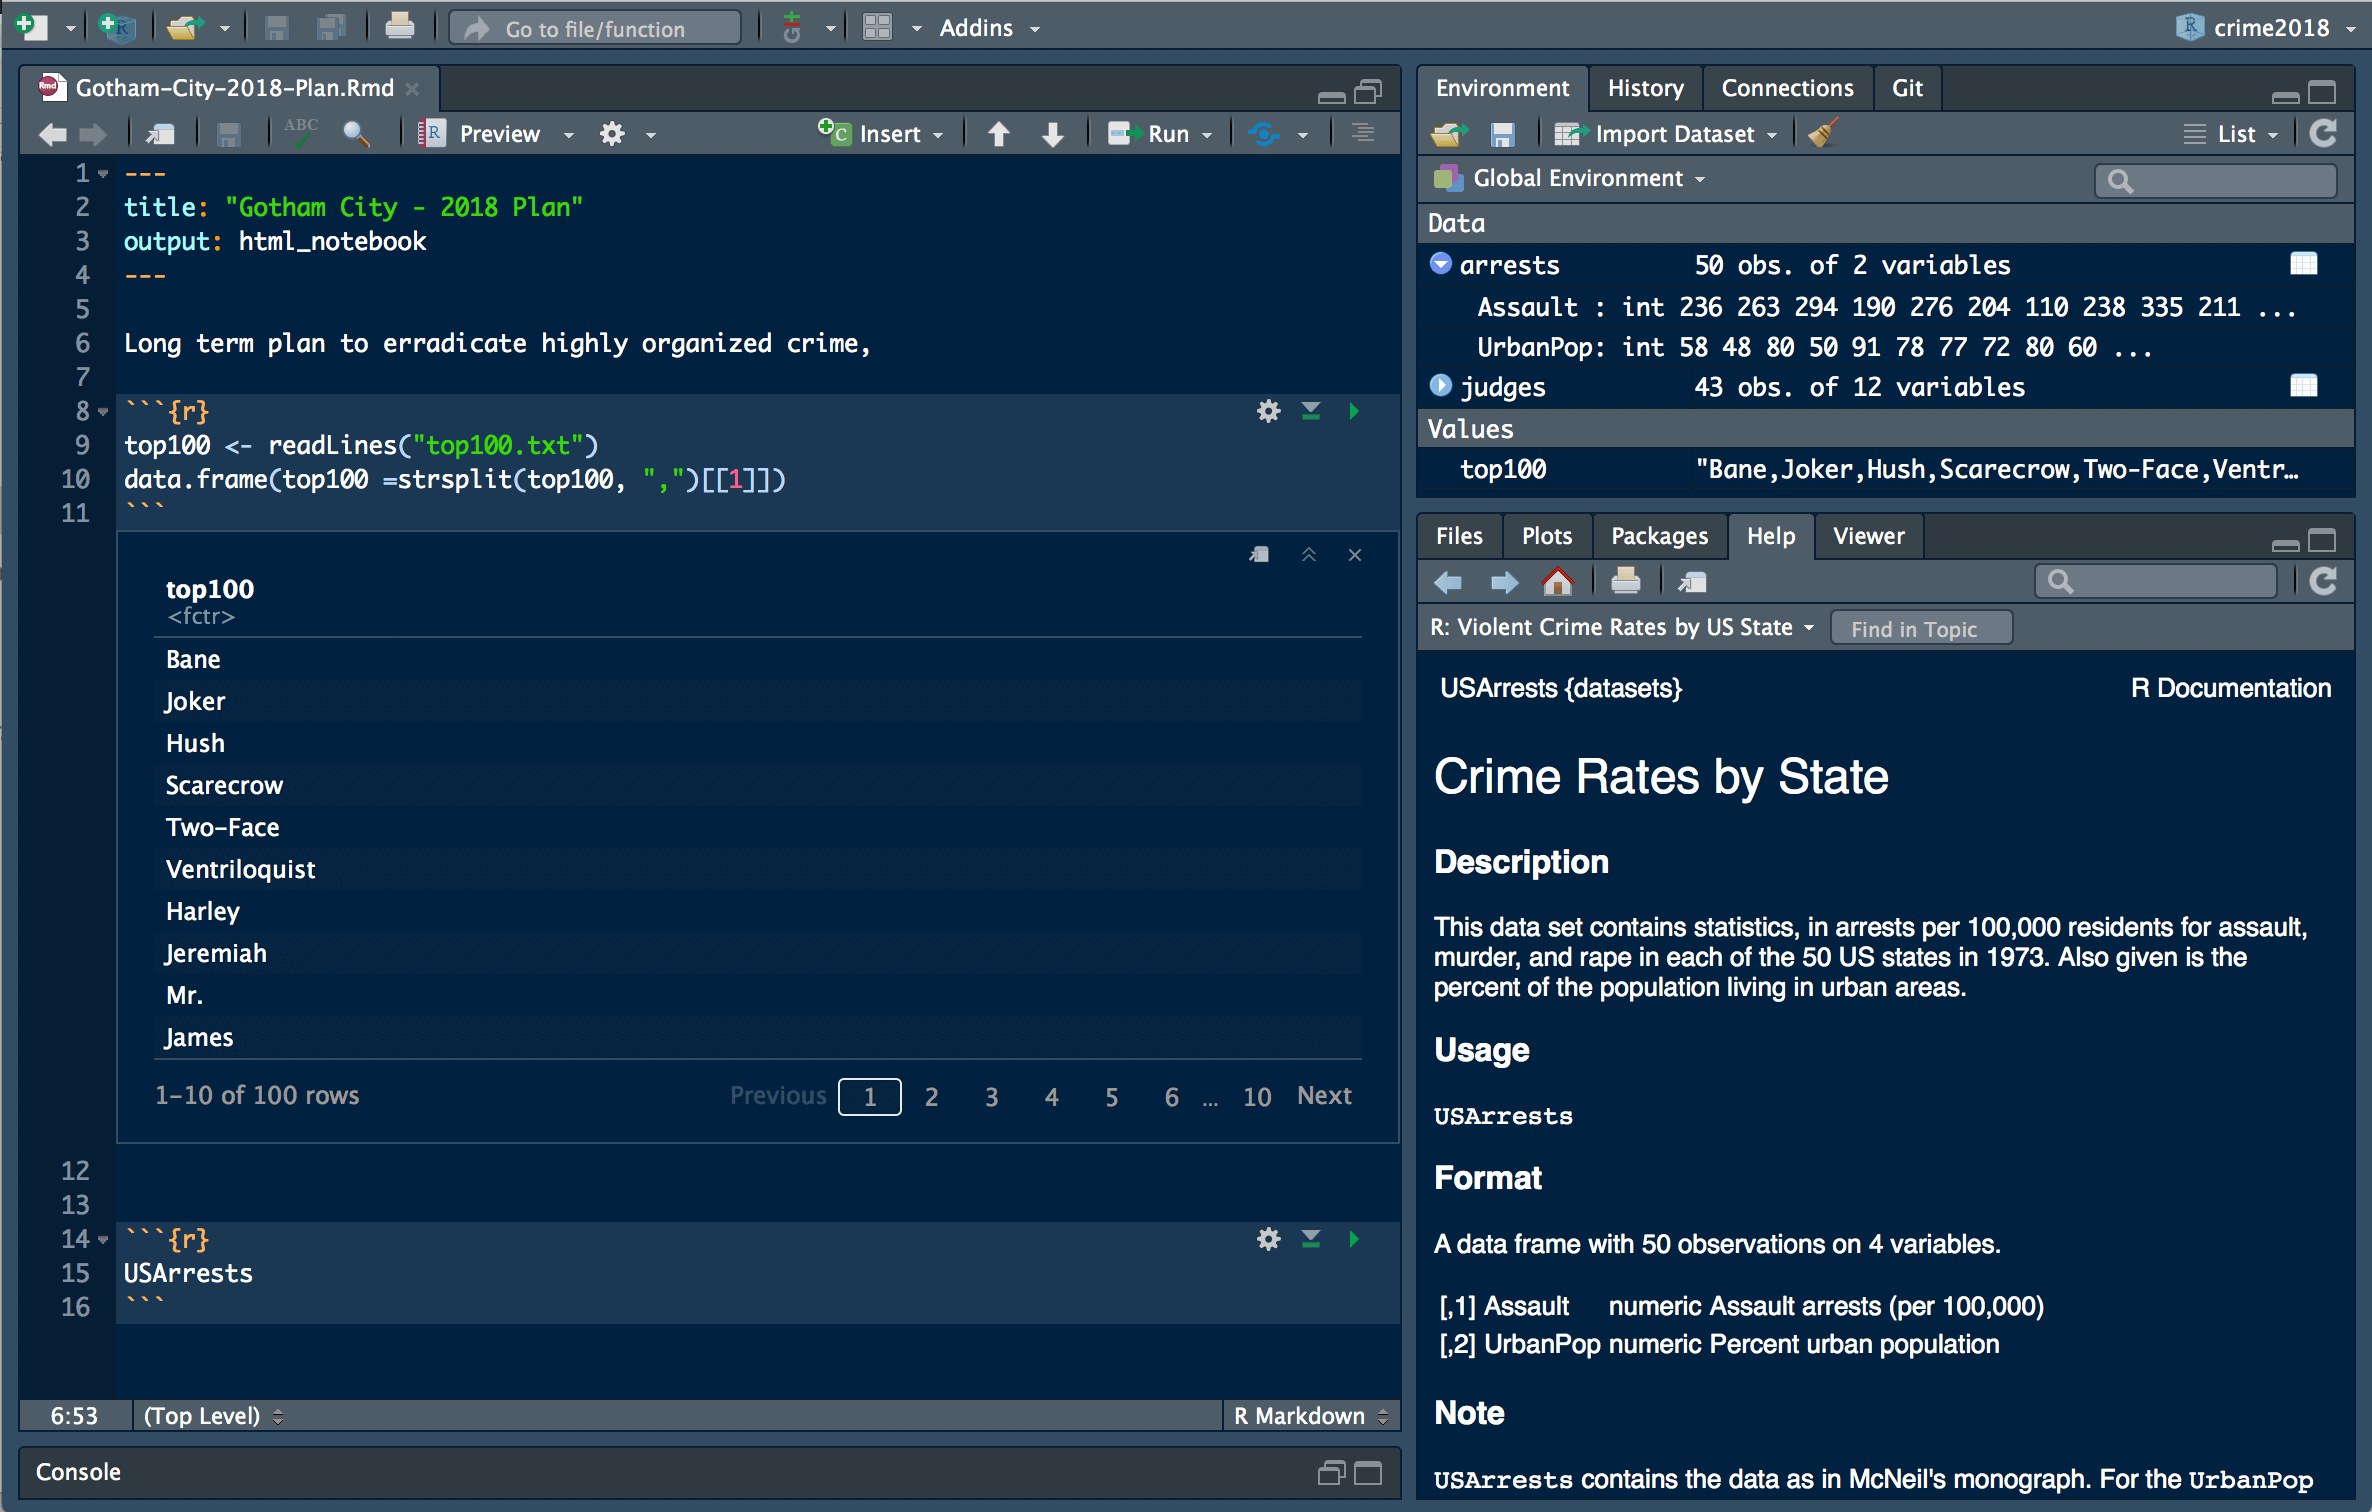 Go to file/function
Addins
crime2018
Gotham-City-2018-Plan.Rmd
ABC
Preview
Insert
Run
1 ---
2 title: "Gotham City - 2018 Plan"
3 output: html_notebook
4 ---
5
6 Long term plan to erradicate highly organized crime,
7
8 ```{r}
9 top100 <- readLines("top100.txt")
10 data.frame(top100 =strsplit(top100, ",")[[1]])
11 ```
top100
<fctr>
Bane
Joker
Hush
Scarecrow
Two-Face
Ventriloquist
Harley
Jeremiah
Mr.
James
1-10 of 100 rows Previous 1 2 3 4 5 6 ... 10 Next
12
13
14 ```{r}
15 USArrests
16 ```
6:53 (Top Level) R Markdown
Console
Environment History Connections Git
Import Dataset List
Global Environment
Data
arrests 50 obs. of 2 variables
Assault : int 236 263 294 190 276 204 110 238 335 211 ...
UrbanPop: int 58 48 80 50 91 78 77 72 80 60 ...
judges 43 obs. of 12 variables
Values
top100 "Bane,Joker,Hush,Scarecrow,Two-Face,Ventr…
Files Plots Packages Help Viewer
R: Violent Crime Rates by US State Find in Topic
USArrests {datasets} R Documentation
Crime Rates by State
Description
This data set contains statistics, in arrests per 100,000 residents for assault,
murder, and rape in each of the 50 US states in 1973. Also given is the
percent of the population living in urban areas.
Usage
USArrests
Format
A data frame with 50 observations on 4 variables.
[,1] Assault numeric Assault arrests (per 100,000)
[,2] UrbanPop numeric Percent urban population
Note
USArrests contains the data as in McNeil's monograph. For the UrbanPop